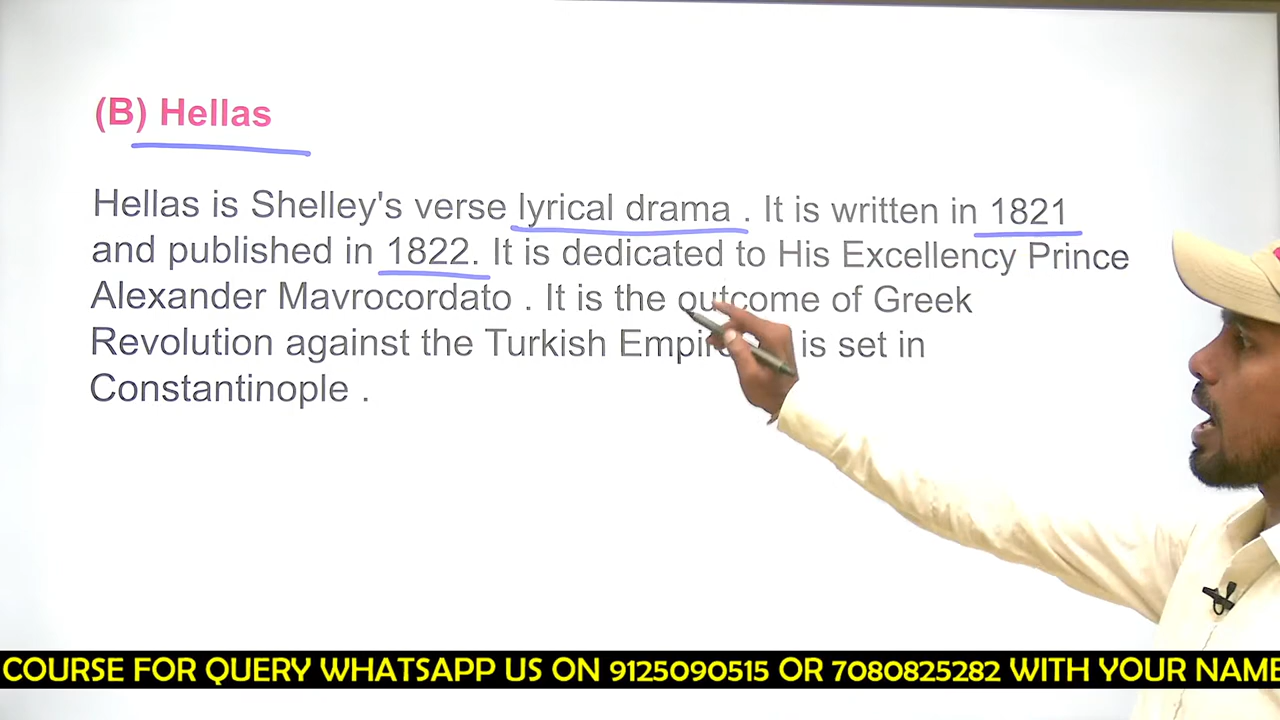 (B) Hellas
Hellas is Shelley's verse lyrical drama . It is written in 1821
and published in 1822. It is dedicated to His Excellency Prince
Alexander Mavrocordato . It is the outcome of Greek
Revolution against the Turkish Empire is set in
Constantinople .
COURSE FOR QUERY WHATSAPP US ON 9125090515 OR 7080825282 WITH YOUR NAME